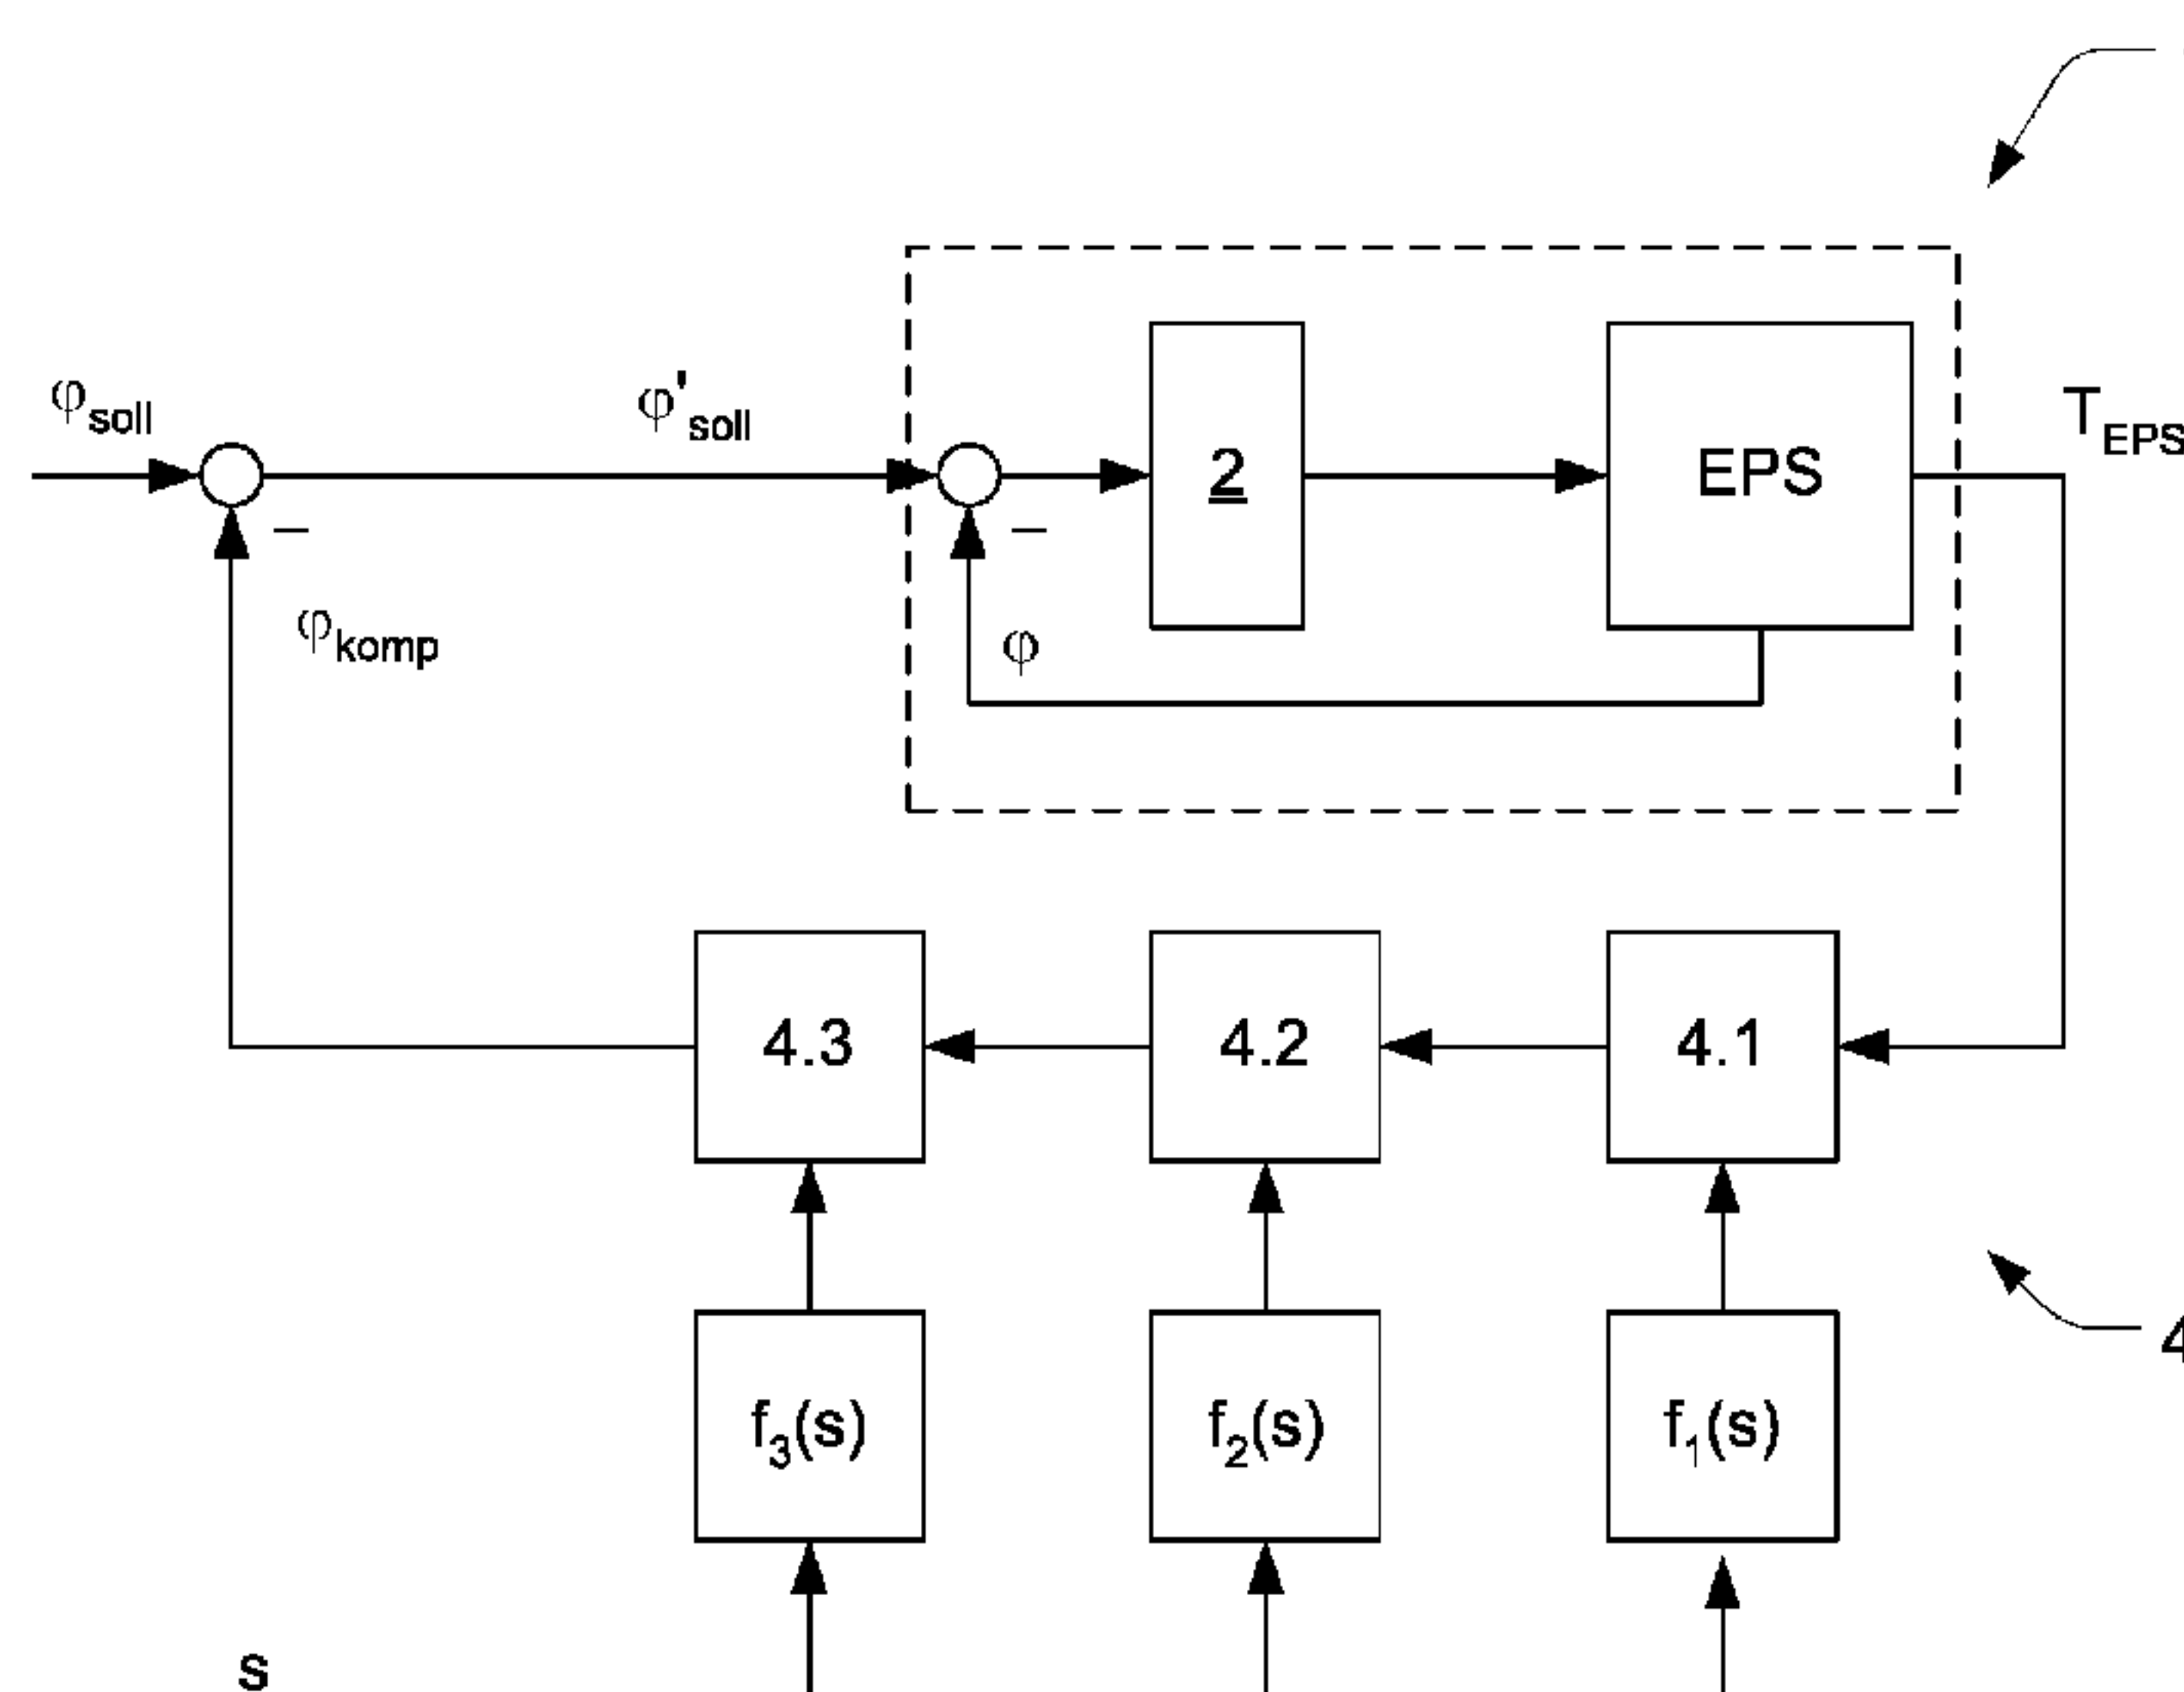 φsoll
φ'soll
2
EPS
TEPS
–
–
φkomp
φ
4.3
4.2
4.1
f3(s)
f2(s)
f1(s)
s